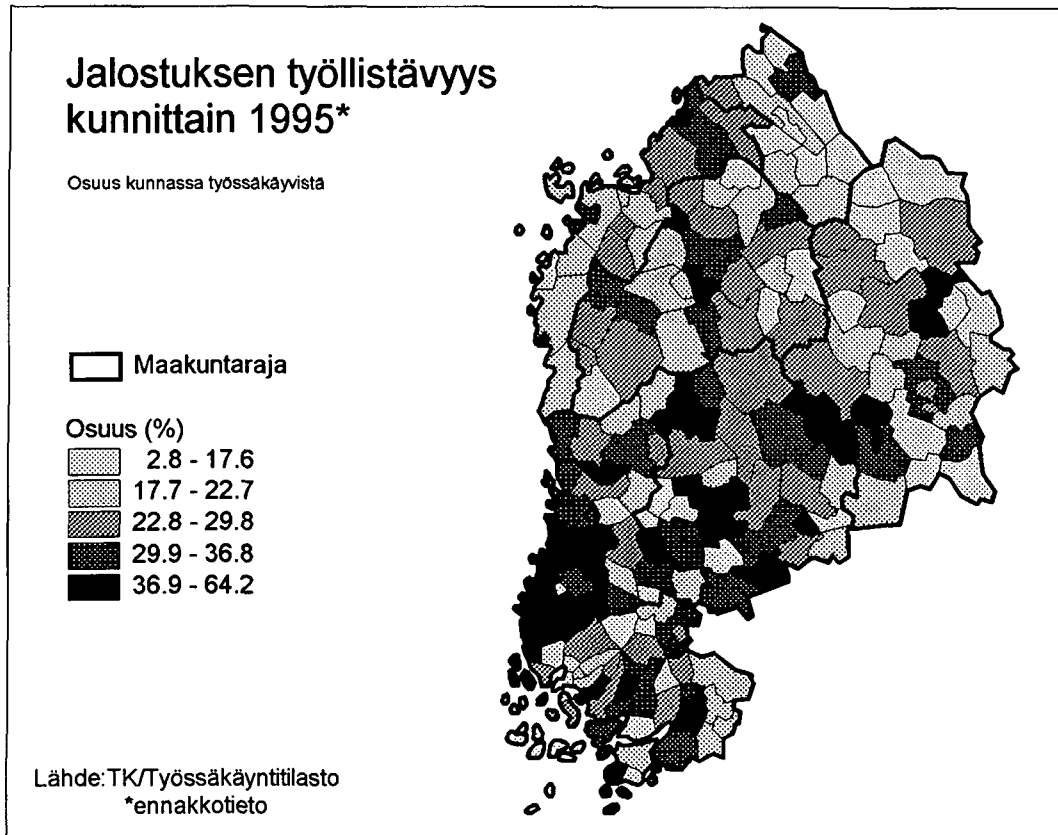 Jalostuksen työllistävyys
kunnittain 1995*
Osuus kunnassa työssäkäyvistä
Maakuntaraja
Osuus (%)
2.8 - 17.6
17.7 - 22.7
22.8 - 29.8
29.9 - 36.8
36.9 - 64.2
Lähde:TK/Työssäkäyntitilasto
*ennakkotieto